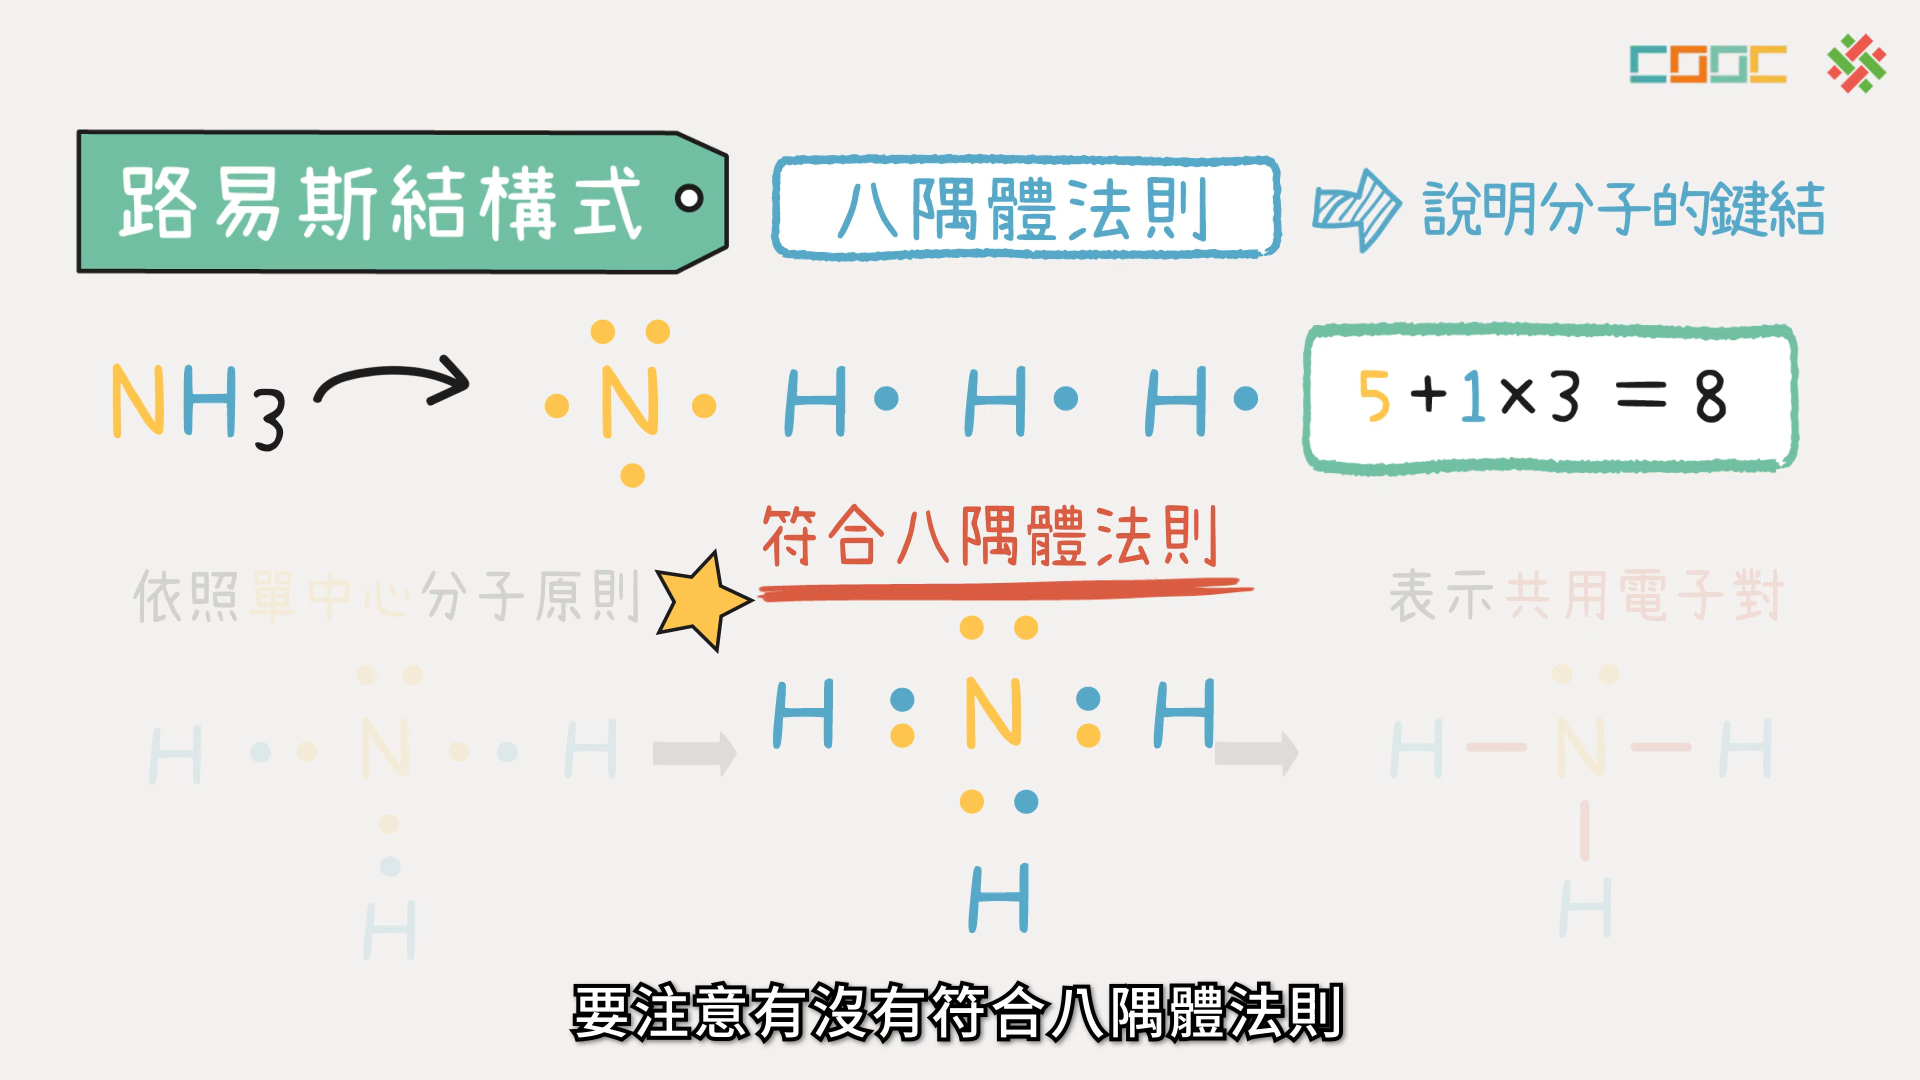 COOC
路易斯結構式
八隅體法則
說明分子的鍵結
NH3
N H H H
5+1×3=8
符合八隅體法則
依照單中心分子原則
表示共用電子對
H N H
H
H N H
H
H N H
H
要注意有沒有符合八隅體法則